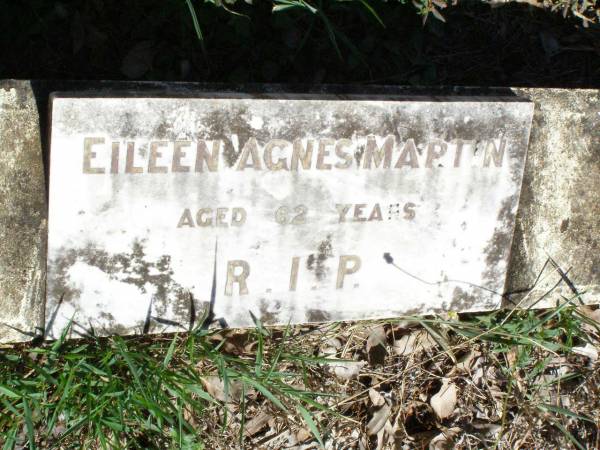 EILEEN AGNES MARTIN
AGED 62 YEARS
R.I.P.